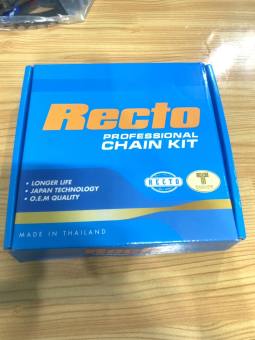 Recto
PROFESSIONAL
CHAIN KIT
• LONGER LIFE
• JAPAN TECHNOLOGY
• O.E.M QUALITY
RECTO
MADE IN THAILAND